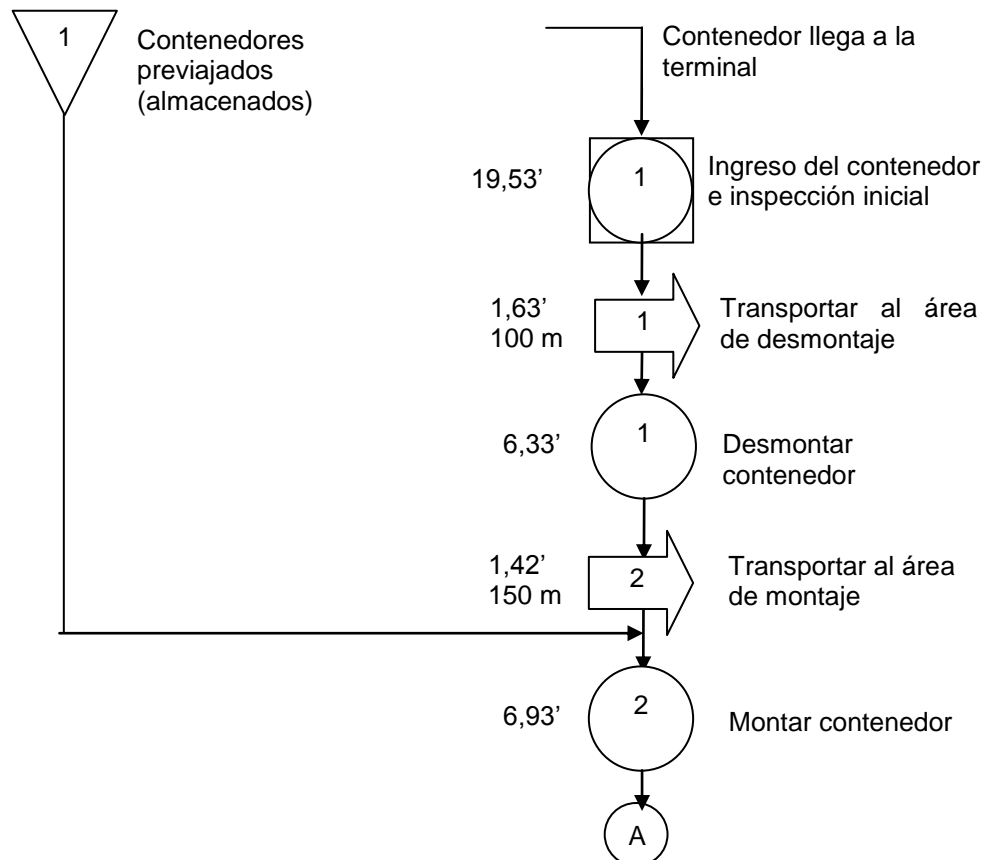 1
Contenedores
previajados
(almacenados)
Contenedor llega a la
terminal
19,53’
1
Ingreso del contenedor
e inspección inicial
1,63’
100 m
1
Transportar al área
de desmontaje
6,33’
1
Desmontar
contenedor
1,42’
150 m
2
Transportar al área
de montaje
6,93’
2
Montar contenedor
A